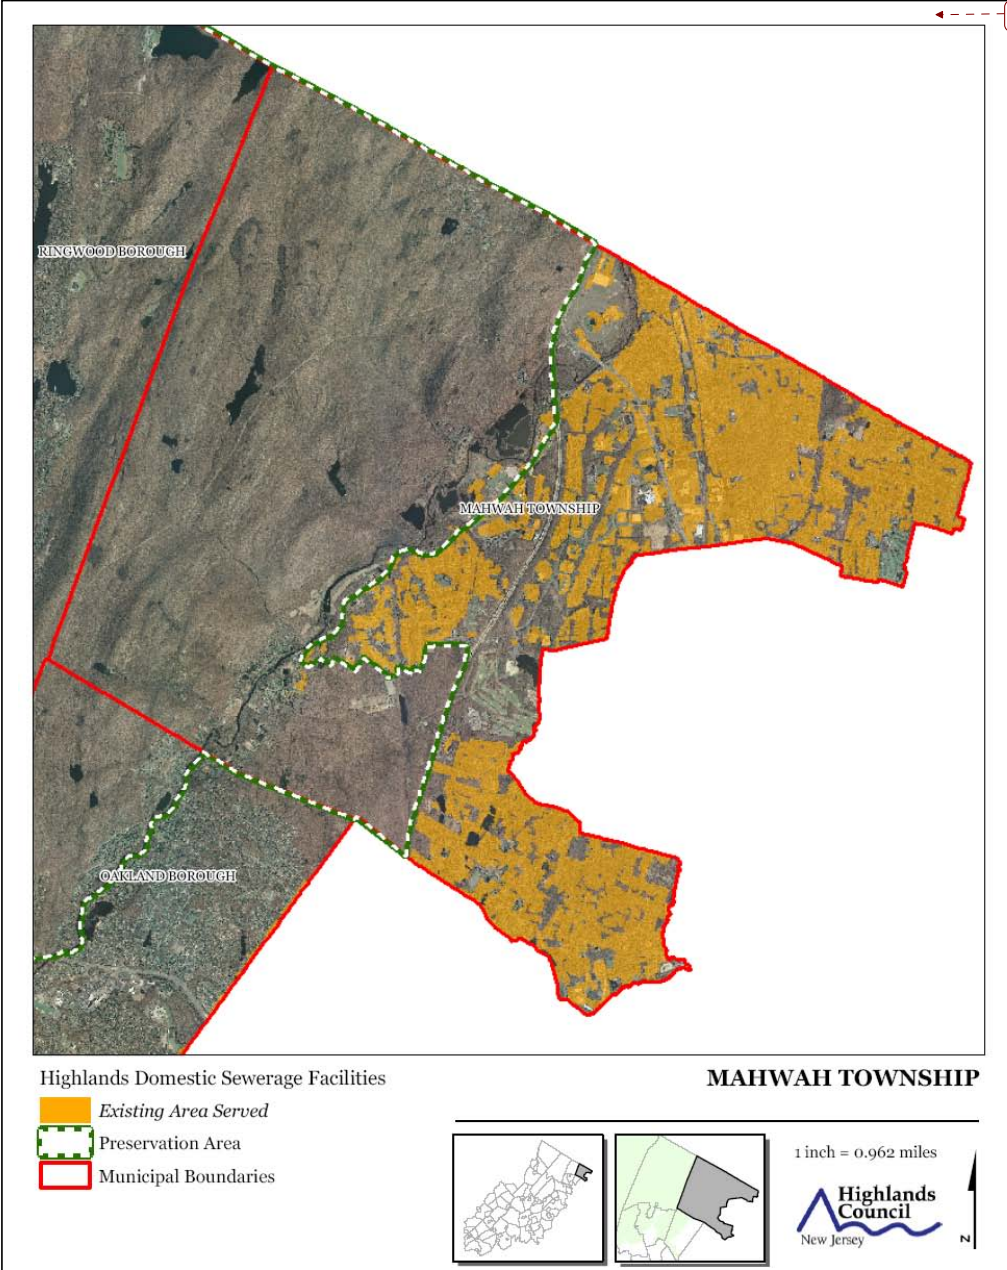 RINGWOOD BOROUGH
MAHWAH TOWNSHIP
OAKLAND BOROUGH
Highlands Domestic Sewerage Facilities
Existing Area Served
Preservation Area
Municipal Boundaries
MAHWAH TOWNSHIP
1 inch = 0.962 miles
Highlands
Council
New Jersey
N